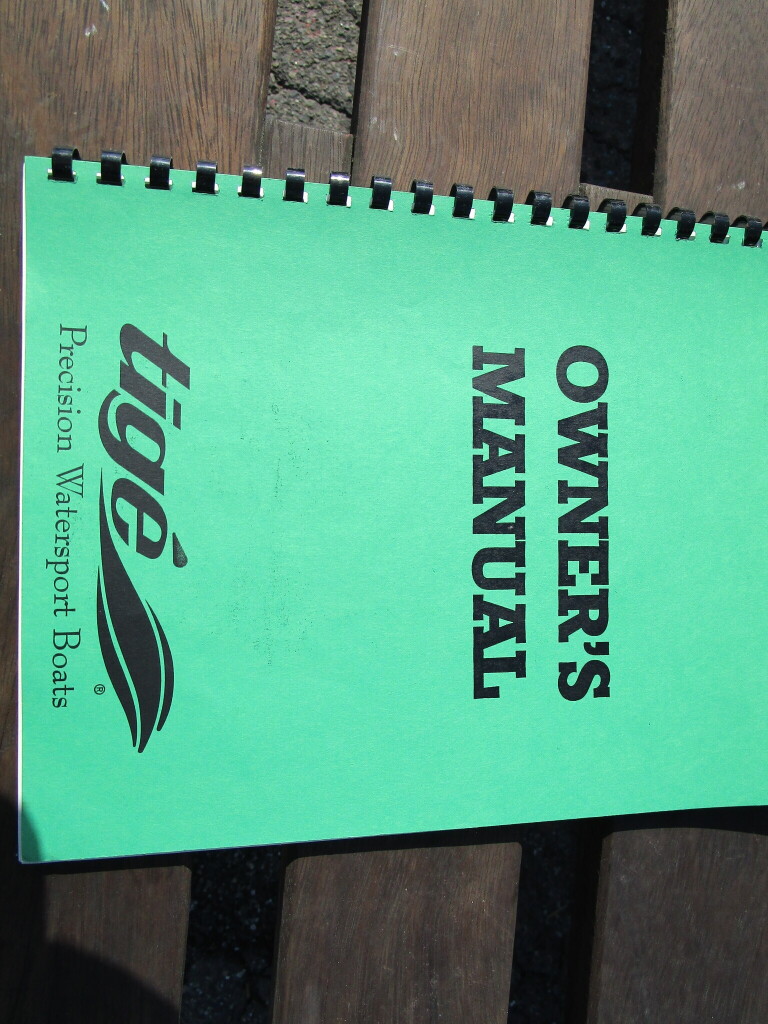 OWNER'S
MANUAL
tigé ®
Precision Watersport Boats